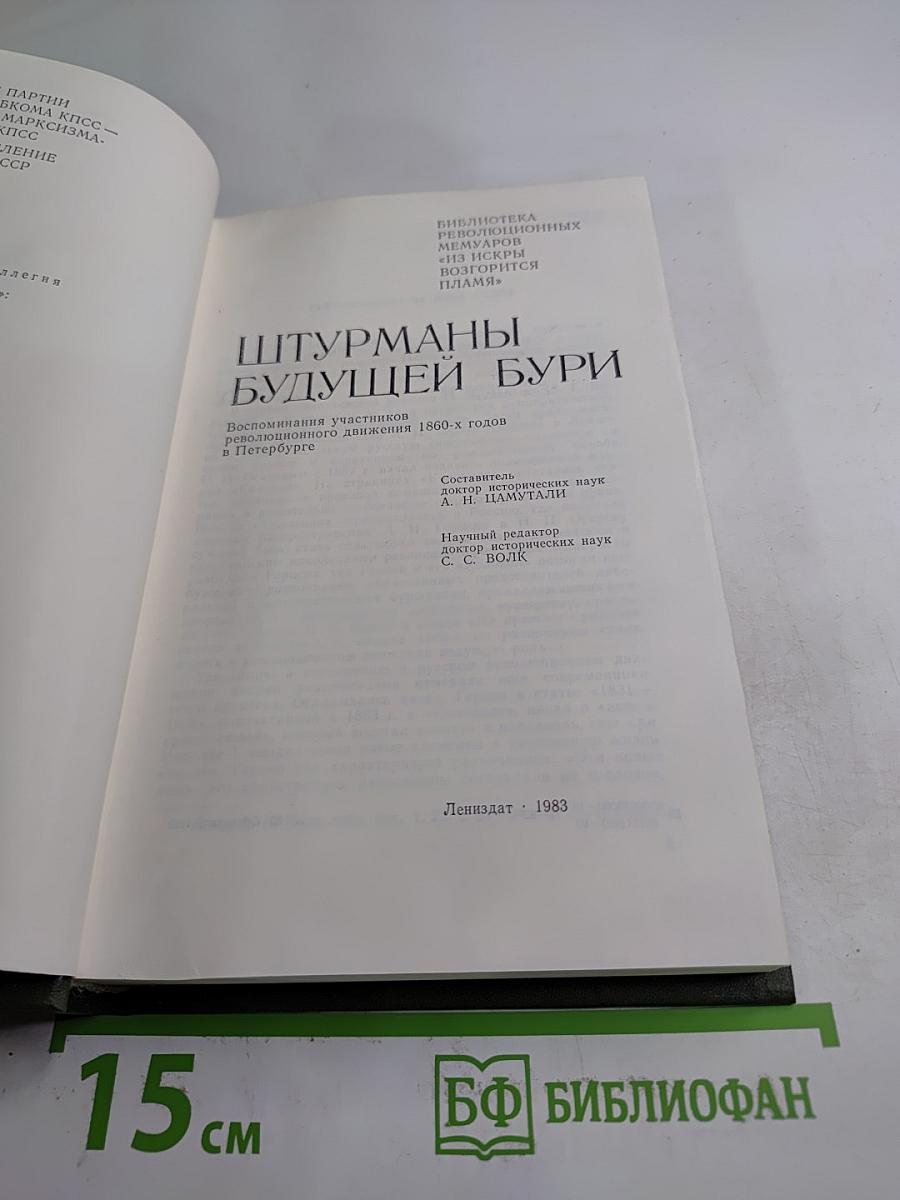 ПАРТИИ
БКОМА КПСС —
МАРКСИЗМА-
КПСС
ЛЕНИЕ
ССР
ллегия
»:
БИБЛИОТЕКА
РЕВОЛЮЦИОННЫХ
МЕМУАРОВ
«ИЗ ИСКРЫ
ВОЗГОРИТСЯ
ПЛАМЯ»
ШТУРМАНЫ
БУДУЩЕЙ БУРИ
Воспоминания участников
революционного движения 1860-х годов
в Петербурге
Составитель
доктор исторических наук
А. Н. ЦАМУТАЛИ
Научный редактор
доктор исторических наук
С. С. ВОЛК
Лениздат · 1983
15 см
БФ БИБЛИОФАН